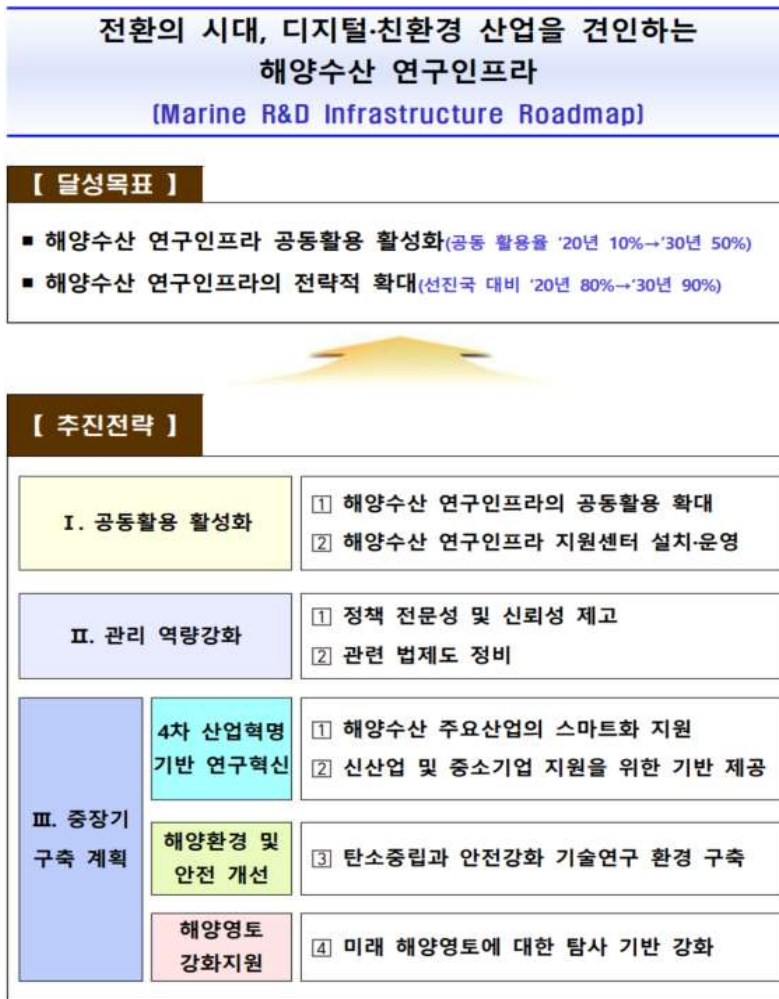 전환의 시대, 디지털·친환경 산업을 견인하는
해양수산 연구인프라
(Marine R&D Infrastructure Roadmap)
【 달성목표 】
■ 해양수산 연구인프라 공동활용 활성화(공동 활용율 '20년 10%→'30년 50%)
■ 해양수산 연구인프라의 전략적 확대(선진국 대비 '20년 80%→'30년 90%)
【 추진전략 】
Ⅰ. 공동활용 활성화
1 해양수산 연구인프라의 공동활용 확대
2 해양수산 연구인프라 지원센터 설치·운영
Ⅱ. 관리 역량강화
1 정책 전문성 및 신뢰성 제고
2 관련 법제도 정비
Ⅲ. 중장기
구축 계획
4차 산업혁명
기반 연구혁신
1 해양수산 주요산업의 스마트화 지원
2 신산업 및 중소기업 지원을 위한 기반 제공
해양환경 및
안전 개선
3 탄소중립과 안전강화 기술연구 환경 구축
해양영토
강화지원
4 미래 해양영토에 대한 탐사 기반 강화